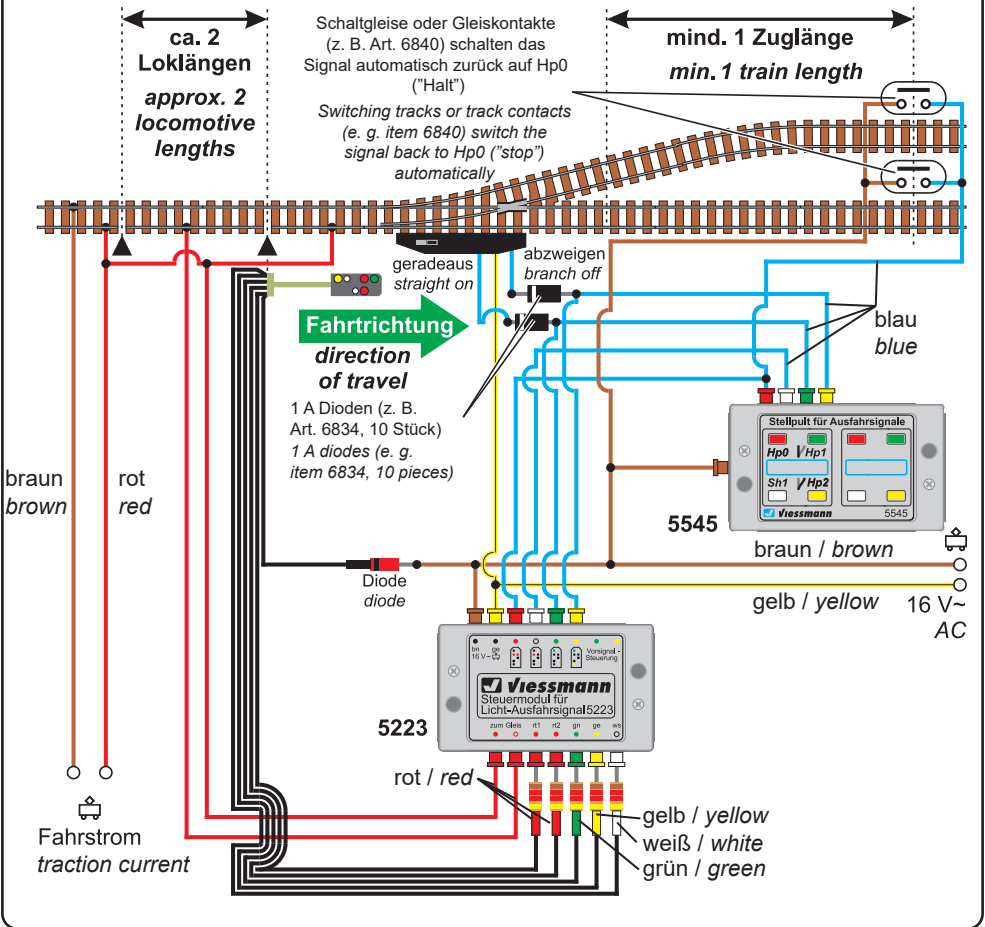 ca. 2
Loklängen
approx. 2
locomotive
lengths
Schaltgleise oder Gleiskontakte
(z. B. Art. 6840) schalten das
Signal automatisch zurück auf Hp0
("Halt")
Switching tracks or track contacts
(e. g. item 6840) switch the
signal back to Hp0 ("stop")
automatically
mind. 1 Zuglänge
min. 1 train length
geradeaus
straight on
abzweigen
branch off
Fahrtrichtung
direction
of travel
1 A Dioden (z. B.
Art. 6834, 10 Stück)
1 A diodes (e. g.
item 6834, 10 pieces)
blau
blue
braun
brown
rot
red
Stellpult für Ausfahrsignale
Hp0 Hp1
Sh1 Hp2
Viessmann 5545
5545
braun / brown
gelb / yellow
16 V~
AC
Diode
diode
bn
16 V~
ge
Vorsignal -
Steuerung
Viessmann
Steuermodul für
Licht-Ausfahrsignal 5223
zum Gleis rt1 rt2 gn ge ws
5223
rot / red
gelb / yellow
weiß / white
grün / green
Fahrstrom
traction current